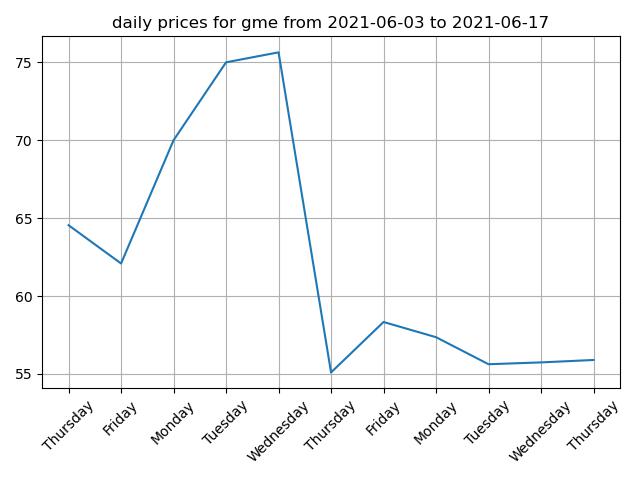 daily prices for gme from 2021-06-03 to 2021-06-17
75
70
65
60
55
Thursday
Friday
Monday
Tuesday
Wednesday
Thursday
Friday
Monday
Tuesday
Wednesday
Thursday